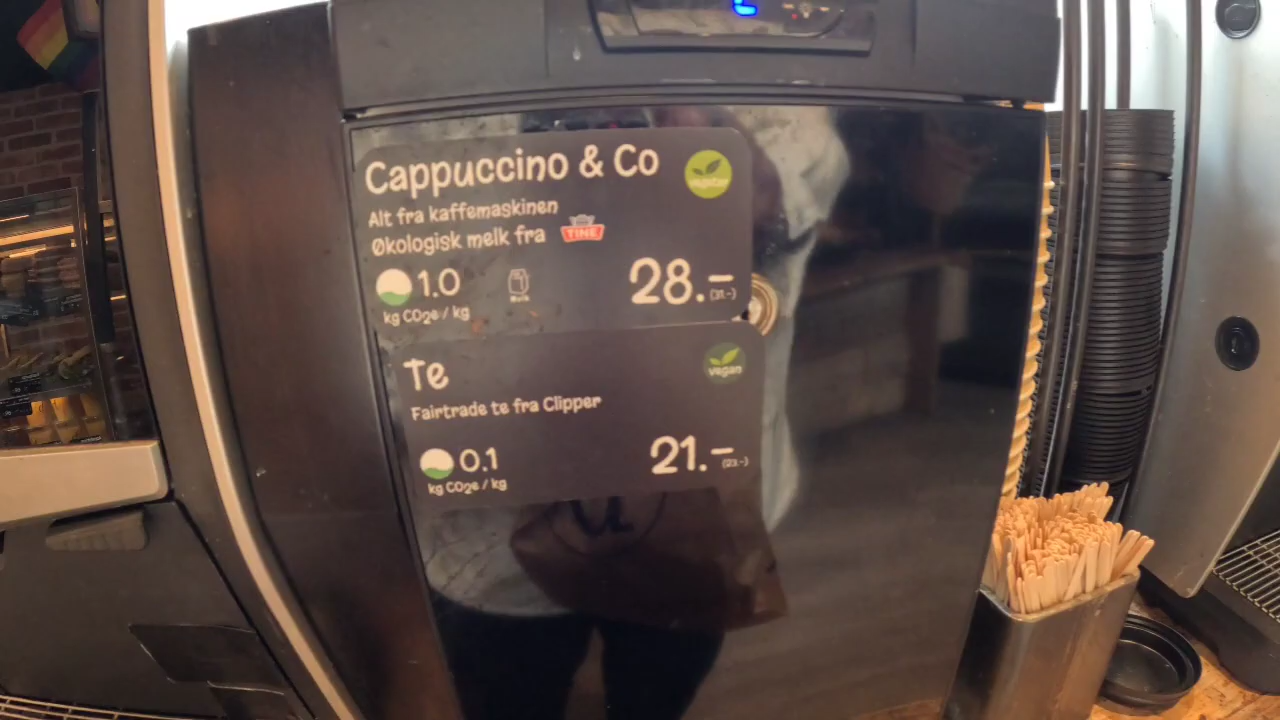 Cappuccino & Co
Alt fra kaffemaskinen
Økologisk melk fra TINE
1.0
kg CO2e / kg
Melk
28.-
(31.-)
Te
vegan
Fairtrade te fra Clipper
0.1
kg CO2e / kg
21.-
(23.-)